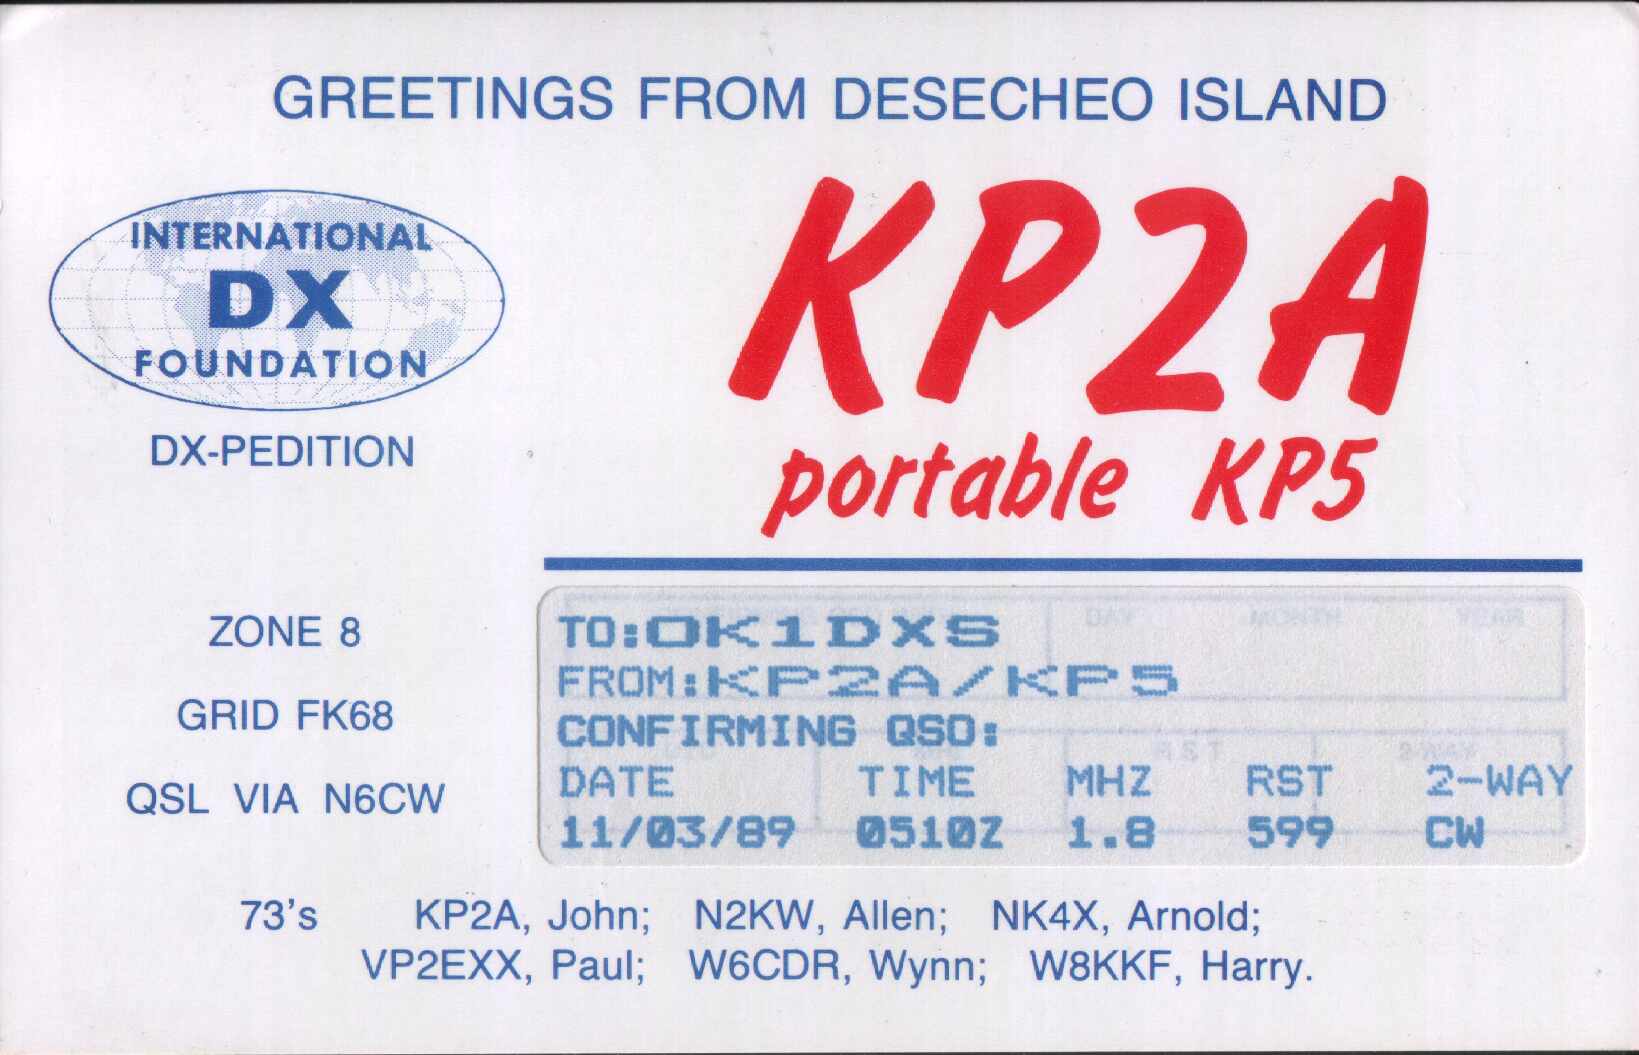 GREETINGS FROM DESECHEO ISLAND
INTERNATIONAL
DX
FOUNDATION
DX-PEDITION
KP2A
portable KP5
ZONE 8
GRID FK68
QSL VIA N6CW
TO:OK1DXS
FROM:KP2A/KP5
CONFIRMING QSO:
DATE TIME MHZ RST 2-WAY
11/03/89 0510Z 1.8 599 CW
73's KP2A, John; N2KW, Allen; NK4X, Arnold;
VP2EXX, Paul; W6CDR, Wynn; W8KKF, Harry.